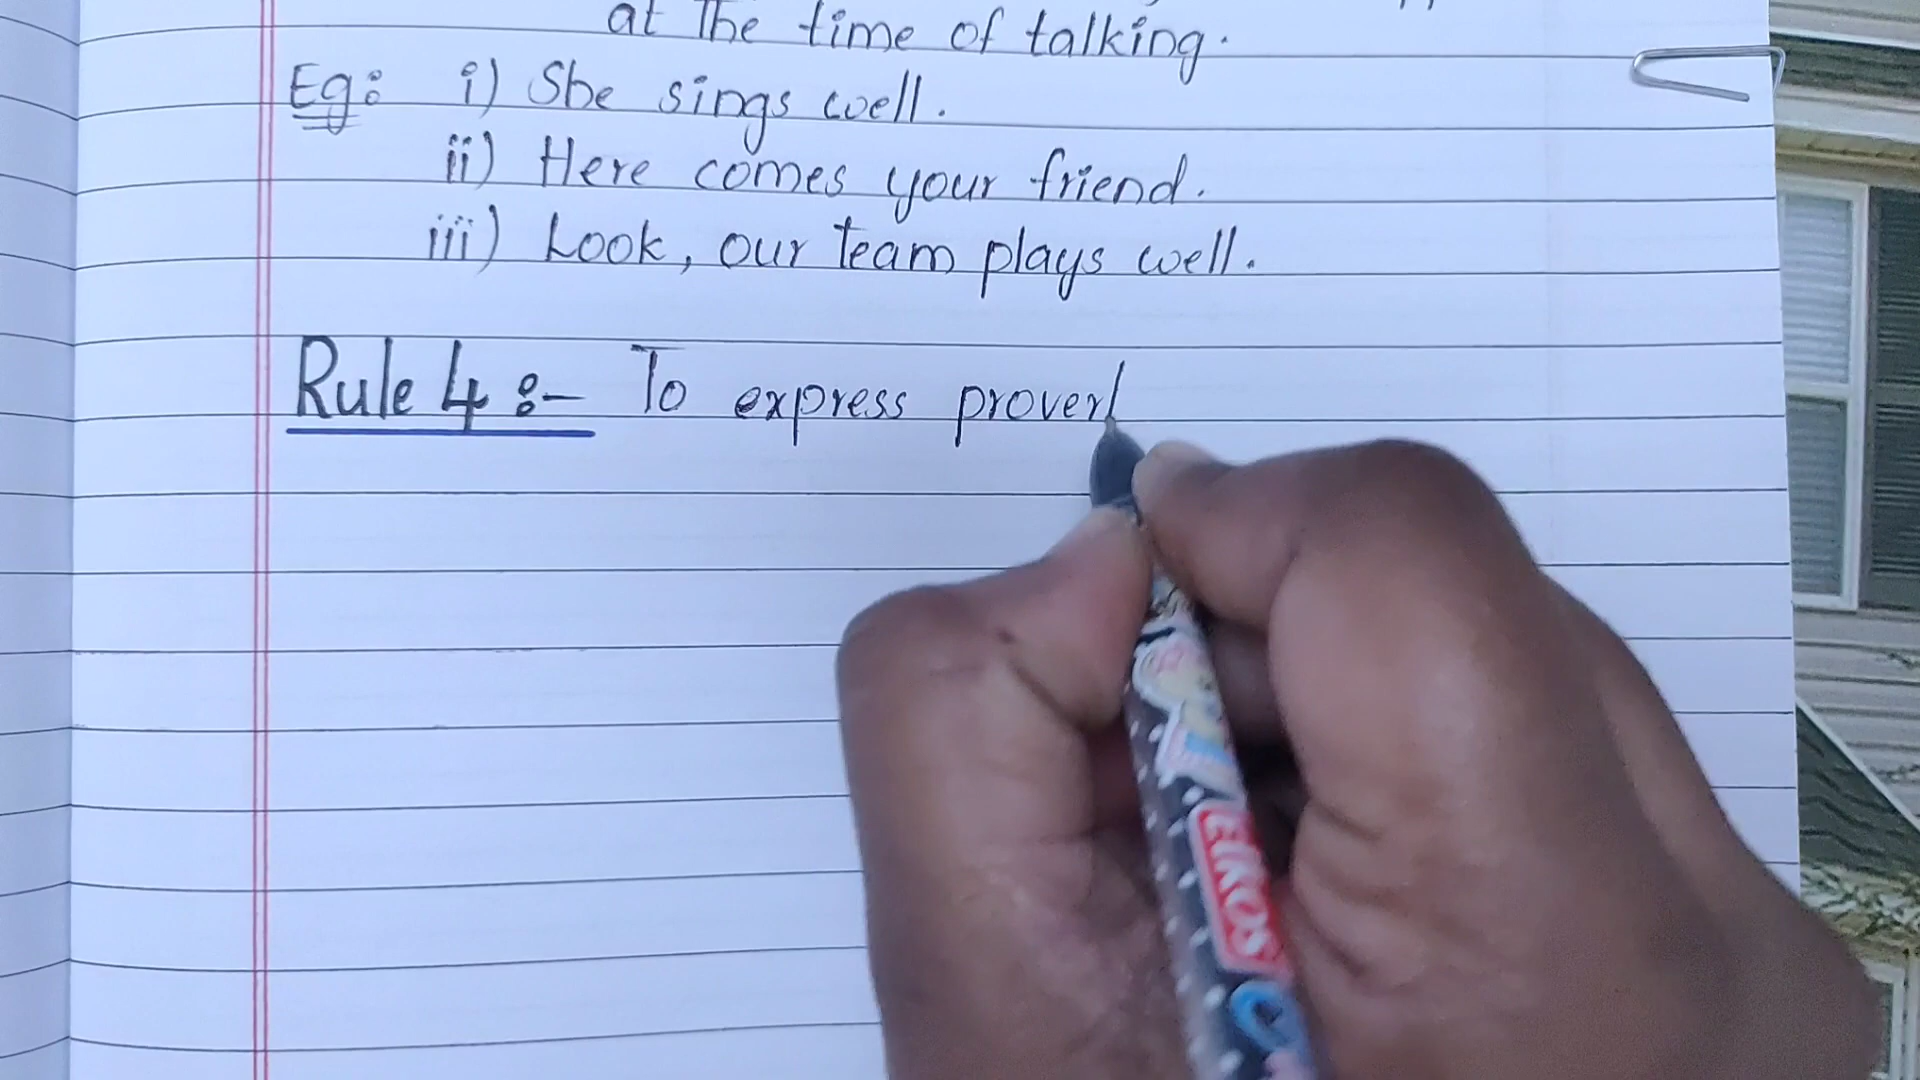 at the time of talking.
Eg: i) She sings well.
ii) Here comes your friend.
iii) Look, our team plays well.
Rule 4 :- To express prover